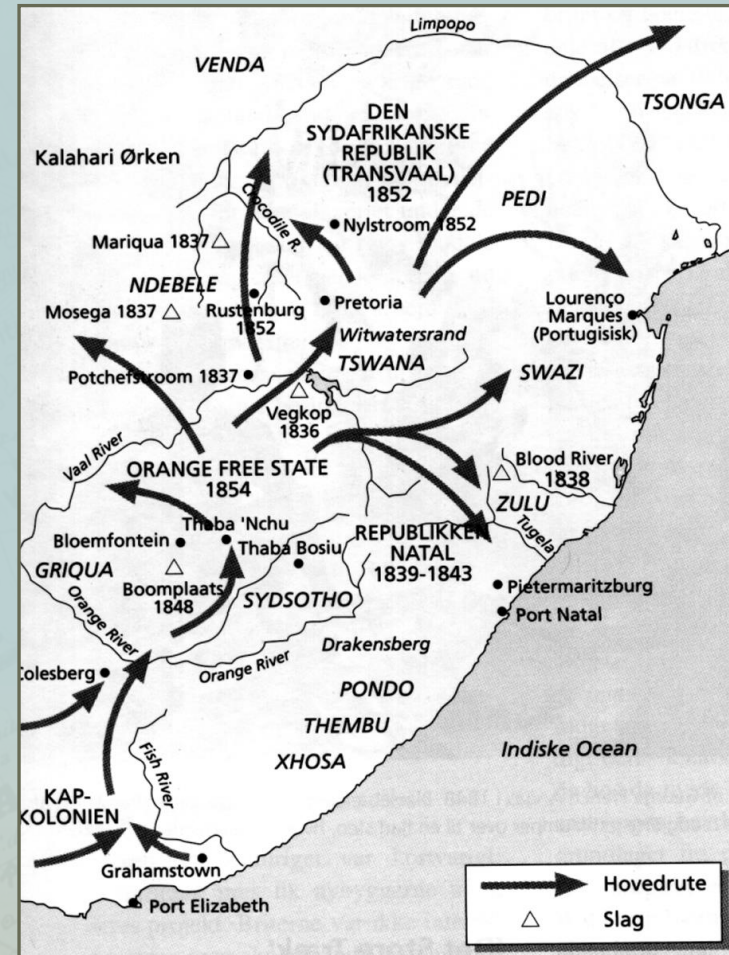 Limpopo
VENDA
TSONGA
DEN
SYDAFRIKANSKE
REPUBLIK
(TRANSVAAL)
1852
Kalahari Ørken
PEDI
Crocodile R.
Nylstroom 1852
Mariqua 1837
NDEBELE
Mosega 1837
Rustenburg
1852
Pretoria
Lourenço
Marques
(Portugisisk)
Witwatersrand
TSWANA
SWAZI
Potchefstroom 1837
Vegkop
1836
Vaal River
Blood River
1838
ORANGE FREE STATE
1854
ZULU
Tugela
Thaba 'Nchu
Bloemfontein
Thaba Bosiu
REPUBLIKKEN
NATAL
1839-1843
GRIQUA
Boomplaats
1848
SYDSOTHO
Pietermaritzburg
Port Natal
Orange River
Orange River
Drakensberg
Colesberg
PONDO
THEMBU
XHOSA
Indiske Ocean
Fish River
KAP-
KOLONIEN
Grahamstown
Port Elizabeth
Hovedrute
Slag